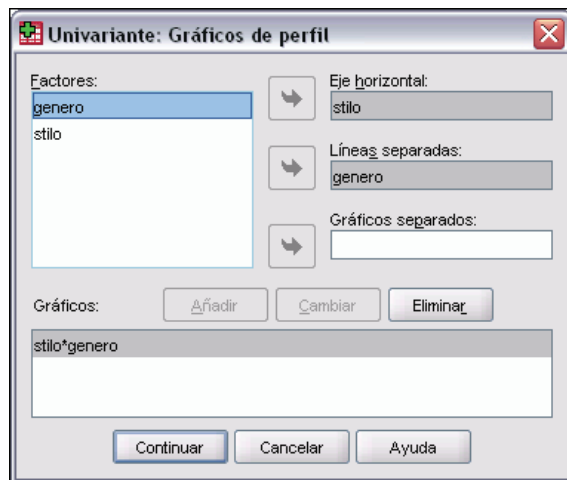 Univariante: Gráficos de perfil
Factores:
genero
stilo
Eje horizontal:
stilo
Líneas separadas:
genero
Gráficos separados:
Gráficos:
Añadir
Cambiar
Eliminar
stilo*genero
Continuar
Cancelar
Ayuda